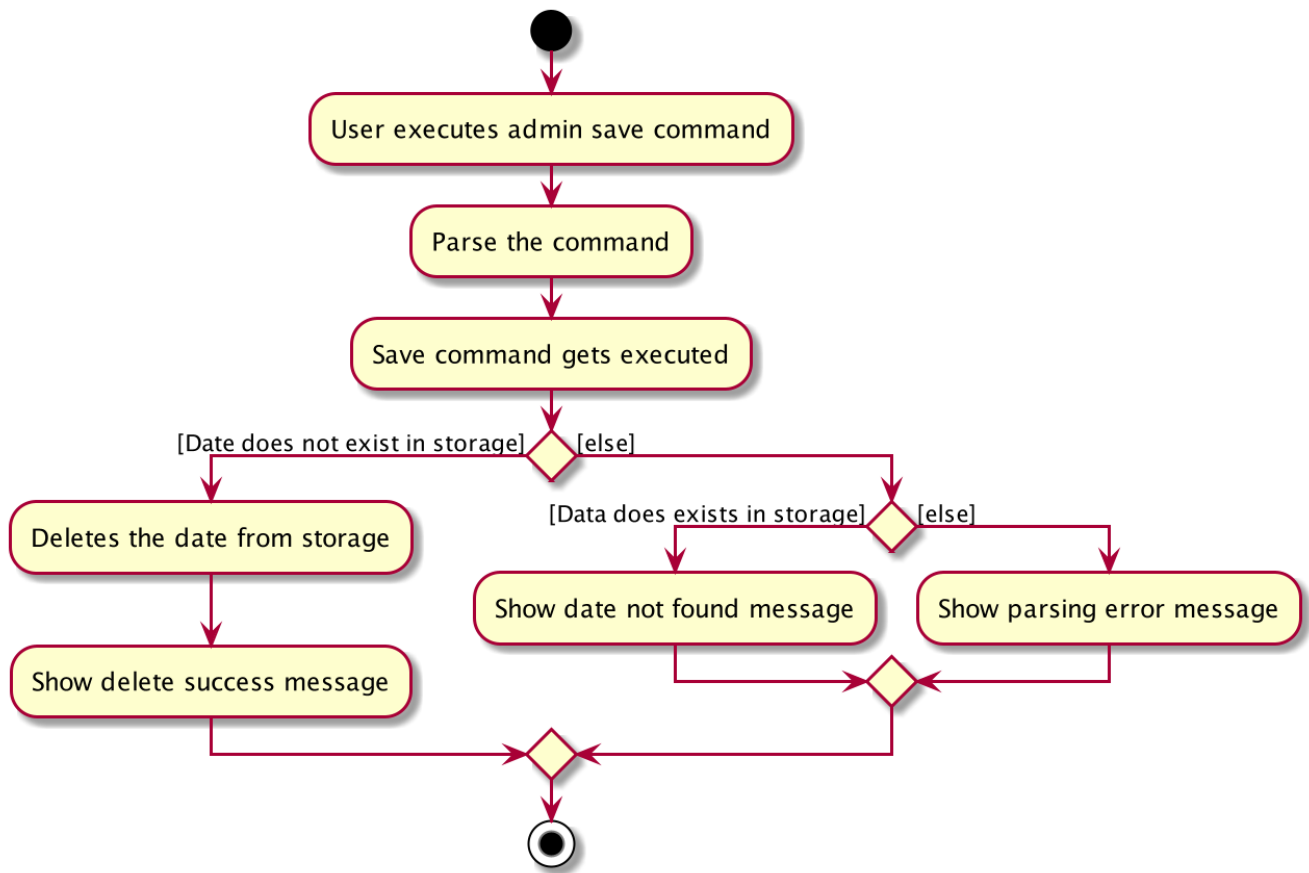 User executes admin save command
Parse the command
Save command gets executed
[Date does not exist in storage]
[else]
Deletes the date from storage
Show delete success message
[Data does exists in storage]
[else]
Show date not found message
Show parsing error message